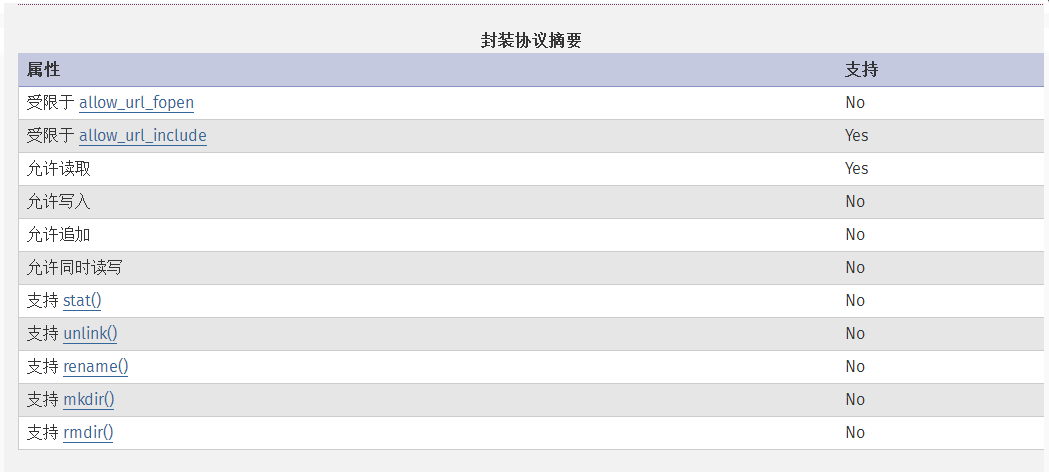 封装协议摘要
属性 支持
受限于 allow_url_fopen No
受限于 allow_url_include Yes
允许读取 Yes
允许写入 No
允许追加 No
允许同时读写 No
支持 stat() No
支持 unlink() No
支持 rename() No
支持 mkdir() No
支持 rmdir() No